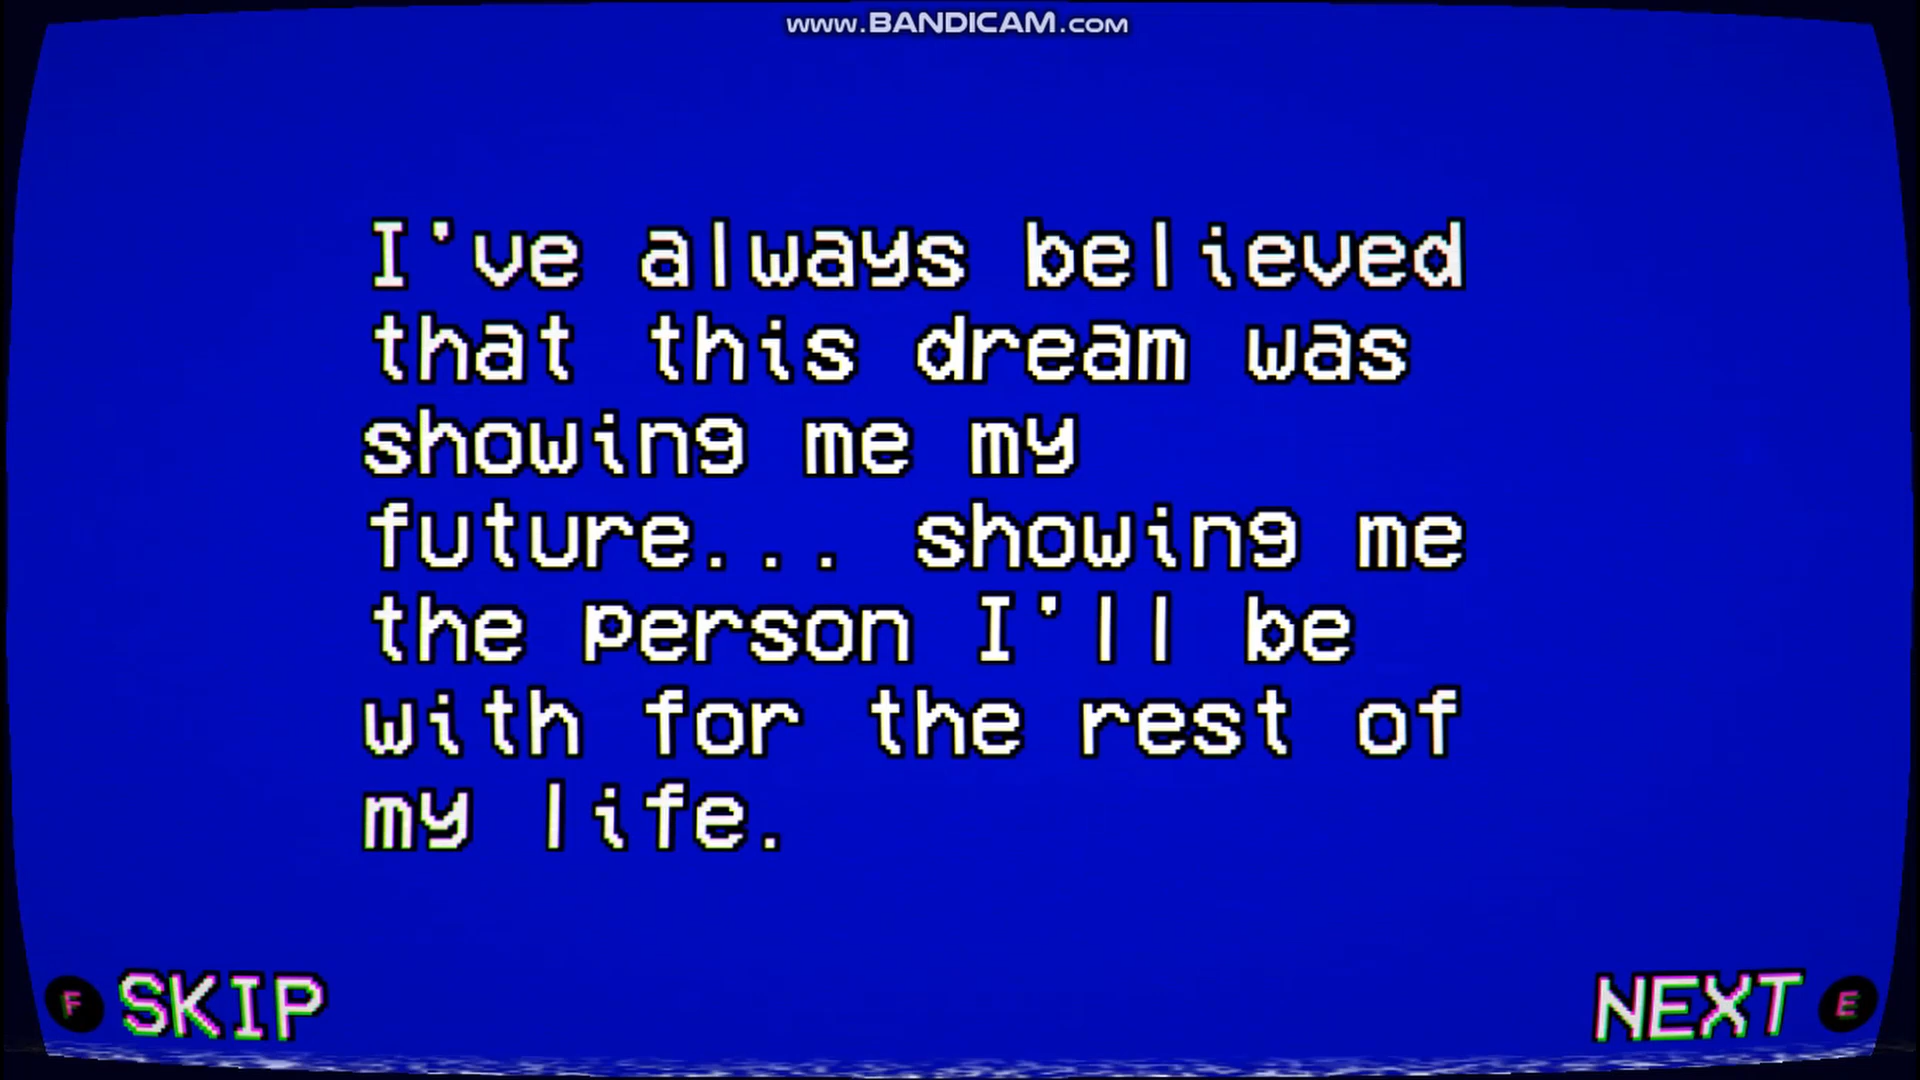 www.BANDICAM.com
I've always believed
that this dream was
showing me my
future... showing me
the person I'll be
with for the rest of
my life.
F SKIP
NEXT E